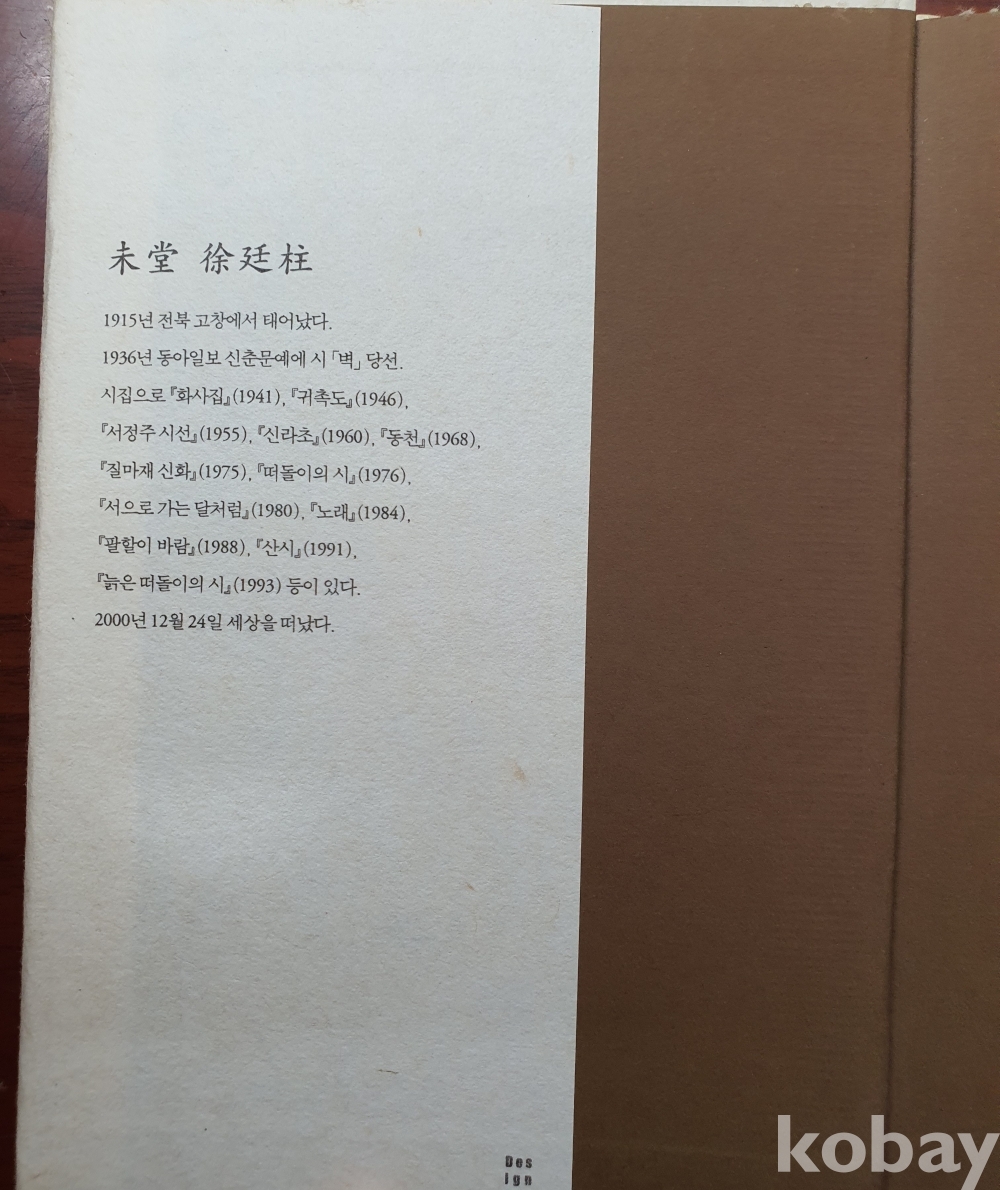 未堂 徐廷柱
1915년 전북 고창에서 태어났다.
1936년 동아일보 신춘문예에 시 「벽」 당선.
시집으로 『화사집』(1941), 『귀촉도』(1946),
『서정주 시선』(1955), 『신라초』(1960), 『동천』(1968),
『질마재 신화』(1975), 『떠돌이의 시』(1976),
『서으로 가는 달처럼』(1980), 『노래』(1984),
『팔할이 바람』(1988), 『산시』(1991),
『늙은 떠돌이의 시』(1993) 등이 있다.
2000년 12월 24일 세상을 떠났다.
Des
ign
kobay